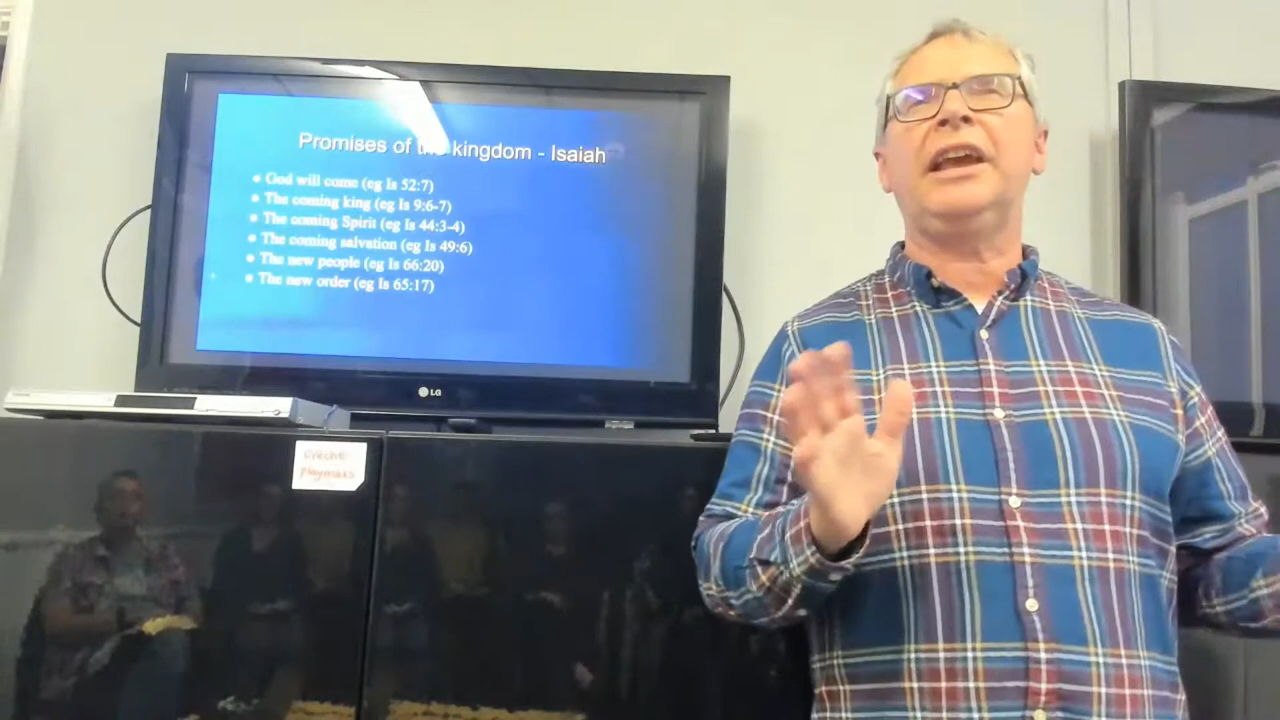 Promises of the kingdom - Isaiah
God will come (eg Is 52:7)
The coming king (eg Is 9:6-7)
The coming Spirit (eg Is 44:3-4)
The coming salvation (eg Is 49:6)
The new people (eg Is 66:20)
The new order (eg Is 65:17)
LG
Creche
Playmats